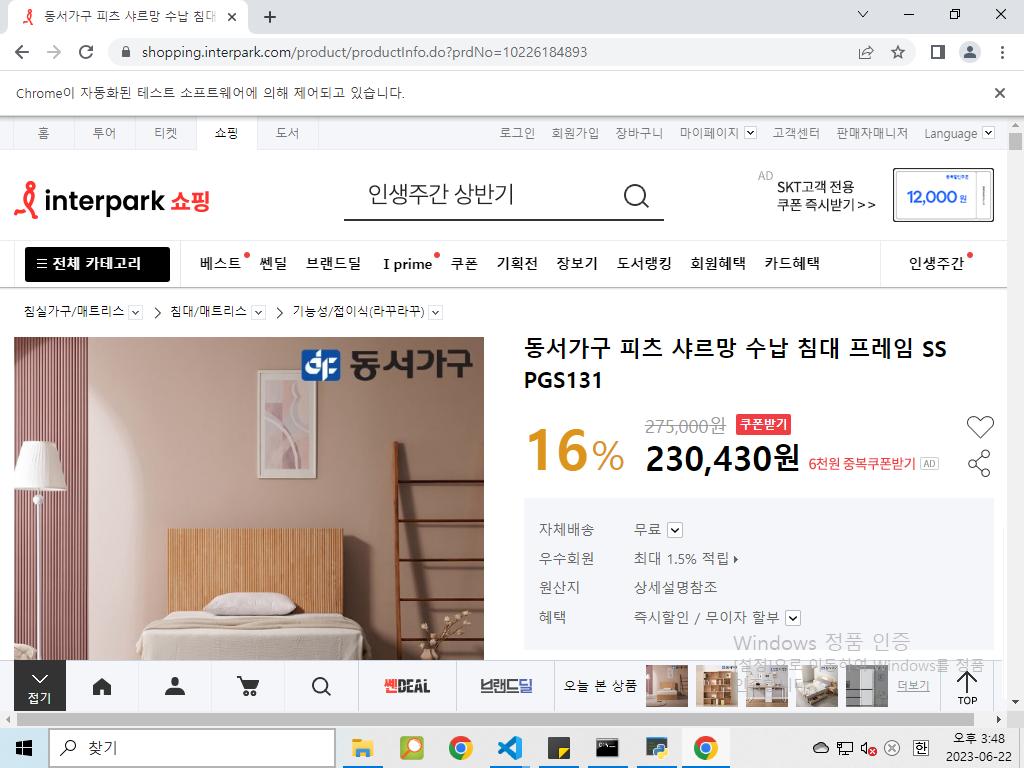 동서가구 피츠 샤르망 수납 침대
shopping.interpark.com/product/productInfo.do?prdNo=10226184893
Chrome이 자동화된 테스트 소프트웨어에 의해 제어되고 있습니다.
홈 투어 티켓 쇼핑 도서 로그인 회원가입 장바구니 마이페이지 고객센터 판매자매니저 Language
interpark 쇼핑
인생주간 상반기
AD
SKT고객 전용
쿠폰 즉시받기>>
12,000원
전체 카테고리 베스트 쎈딜 브랜드딜 I prime 쿠폰 기획전 장보기 도서랭킹 회원혜택 카드혜택 인생주간
침실가구/매트리스 > 침대/매트리스 > 기능성/접이식(라꾸라꾸)
동서가구
동서가구 피츠 샤르망 수납 침대 프레임 SS
PGS131
16%
275,000원 쿠폰받기
230,430원 6천원 중복쿠폰받기 AD
자체배송 무료
우수회원 최대 1.5% 적립
원산지 상세설명참조
혜택 즉시할인 / 무이자 할부
Windows 정품 인증
[설정]으로 이동하여 Windows를 정품
접기
쎈DEAL
브랜드딜
오늘 본 상품
더보기
TOP
찾기
한
오후 3:48
2023-06-22